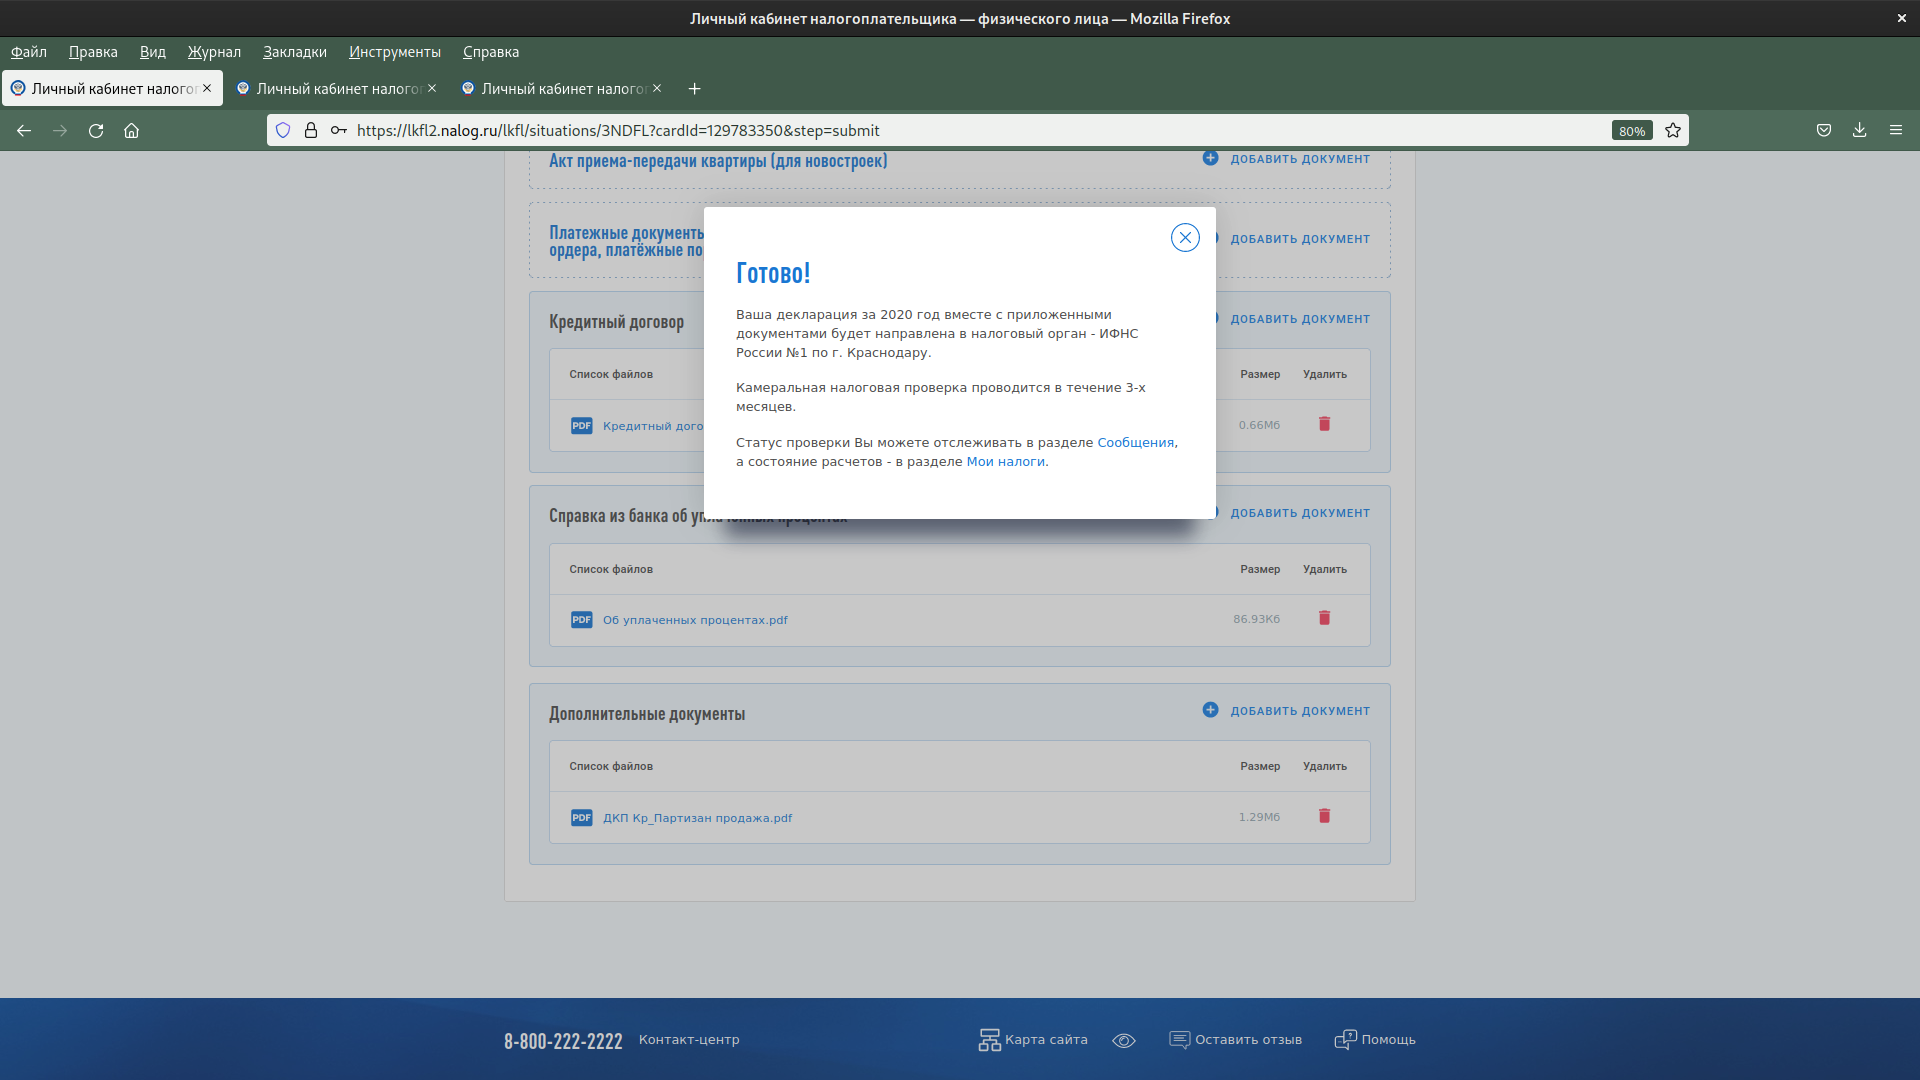 Личный кабинет налогоплательщика — физического лица — Mozilla Firefox
Файл Правка Вид Журнал Закладки Инструменты Справка
Личный кабинет налого Личный кабинет налого Личный кабинет налого
https://lkfl2.nalog.ru/lkfl/situations/3NDFL?cardId=129783350&step=submit 80%
Акт приема-передачи квартиры (для новостроек) ДОБАВИТЬ ДОКУМЕНТ
Платежные документы ДОБАВИТЬ ДОКУМЕНТ
ордера, платёжные по
Готово!
Ваша декларация за 2020 год вместе с приложенными
документами будет направлена в налоговый орган - ИФНС
России №1 по г. Краснодару.
Камеральная налоговая проверка проводится в течение 3-х
месяцев.
Статус проверки Вы можете отслеживать в разделе Сообщения,
а состояние расчетов - в разделе Мои налоги.
Кредитный договор ДОБАВИТЬ ДОКУМЕНТ
Список файлов Размер Удалить
PDF Кредитный дого 0.66Мб
Справка из банка об уплаченных процентах ДОБАВИТЬ ДОКУМЕНТ
Список файлов Размер Удалить
PDF Об уплаченных процентах.pdf 86.93Кб
Дополнительные документы ДОБАВИТЬ ДОКУМЕНТ
Список файлов Размер Удалить
PDF ДКП Кр_Партизан продажа.pdf 1.29Мб
8-800-222-2222 Контакт-центр Карта сайта Оставить отзыв Помощь